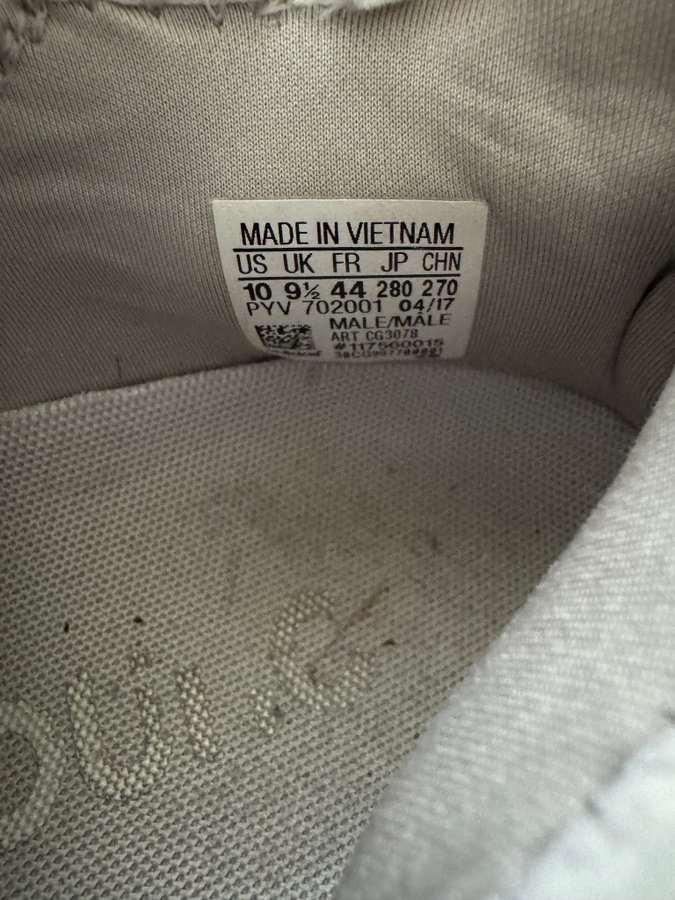 MADE IN VIETNAM
US UK FR JP CHN
10 9½ 44 280 270
PYV 702001 04/17
MALE/MÂLE
ART CG3078
#117560015